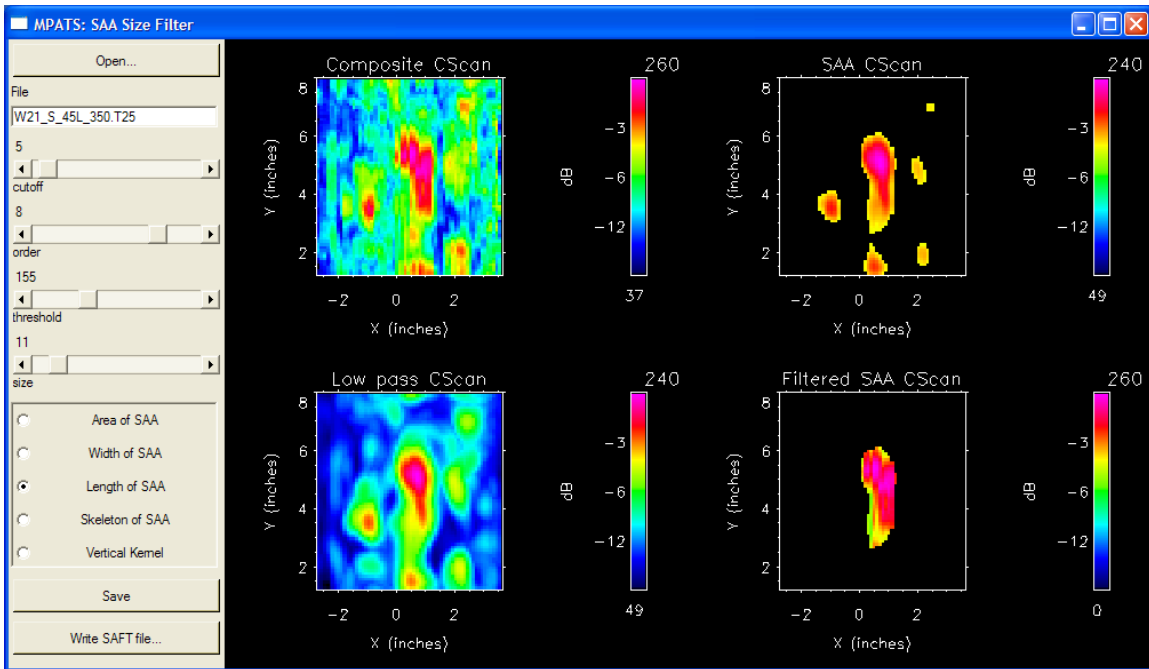 MPATS: SAA Size Filter
Open...
File
W21_S_45L_350.T25
5
cutoff
8
order
155
threshold
11
size
Area of SAA
Width of SAA
Length of SAA
Skeleton of SAA
Vertical Kernel
Save
Write SAFT file...
Composite CScan
260
8
6
4
2
Y (inches)
-2 0 2
X (inches)
-3
-6
-12
dB
37
SAA CScan
240
8
6
4
2
Y (inches)
-2 0 2
X (inches)
-3
-6
-12
dB
49
Low pass CScan
240
8
6
4
2
Y (inches)
-2 0 2
X (inches)
-3
-6
-12
dB
49
Filtered SAA CScan
260
8
6
4
2
Y (inches)
-2 0 2
X (inches)
-3
-6
-12
dB
0